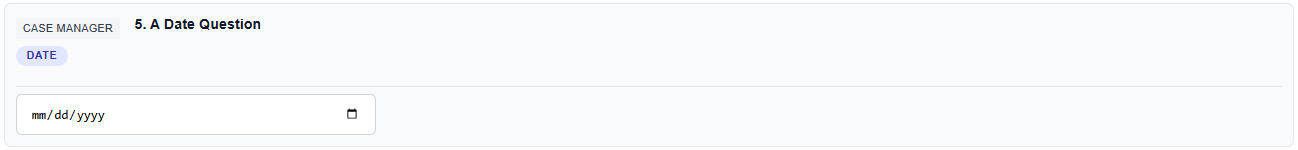 CASE MANAGER 5. A Date Question
DATE
mm/dd/yyyy